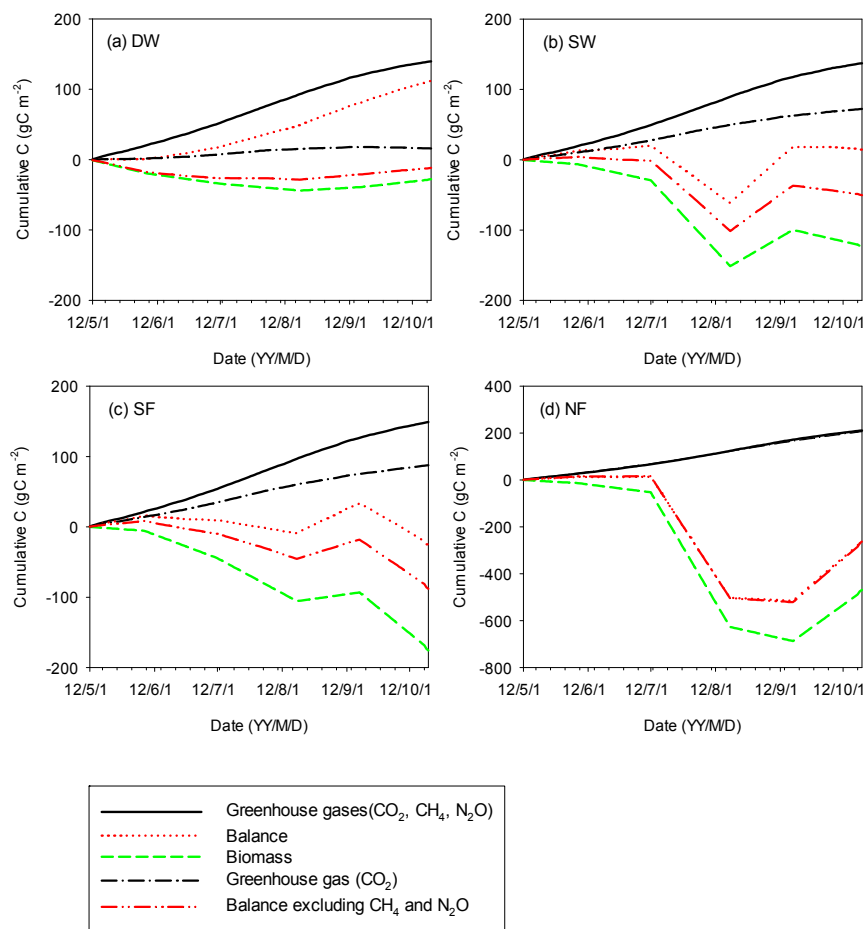 (a) DW
Cumulative C (gC m⁻²)
200
100
0
-100
-200
12/5/1 12/6/1 12/7/1 12/8/1 12/9/1 12/10/1
Date (YY/M/D)
(b) SW
Cumulative C (gC m⁻²)
200
100
0
-100
-200
12/5/1 12/6/1 12/7/1 12/8/1 12/9/1 12/10/1
Date (YY/M/D)
(c) SF
Cumulative C (gC m⁻²)
200
100
0
-100
-200
12/5/1 12/6/1 12/7/1 12/8/1 12/9/1 12/10/1
Date (YY/M/D)
(d) NF
Cumulative C (gC m⁻²)
400
200
0
-200
-400
-600
-800
12/5/1 12/6/1 12/7/1 12/8/1 12/9/1 12/10/1
Date (YY/M/D)
Greenhouse gases(CO₂, CH₄, N₂O)
Balance
Biomass
Greenhouse gas (CO₂)
Balance excluding CH₄ and N₂O